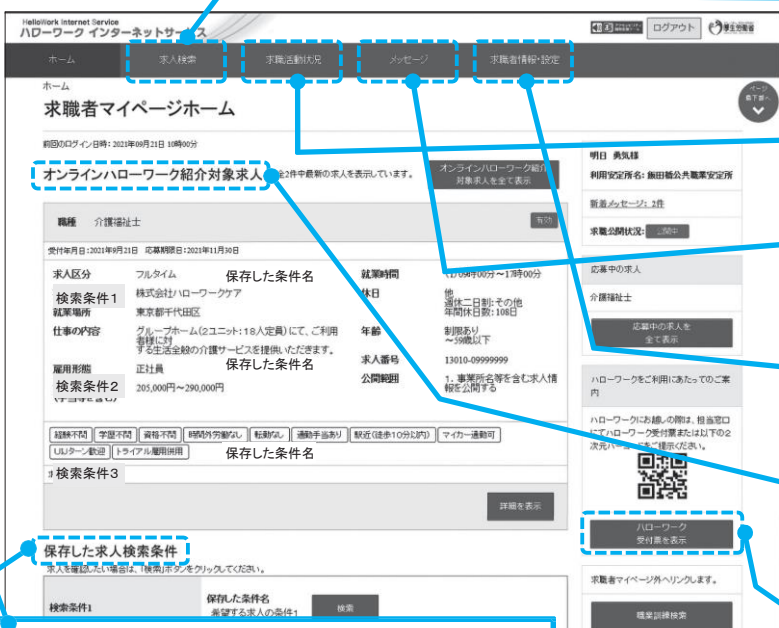 HelloWork Internet Service
ハローワーク インターネットサービス
ログアウト
厚生労働省
ホーム
求人検索
求職活動状況
メッセージ
求職者情報・設定
ホーム
求職者マイページホーム
ページ
最下部へ
前回のログイン日時：2021年09月21日 10時00分
オンラインハローワーク紹介対象求人
全2件中最新の求人を表示しています。
オンラインハローワーク紹介
対象求人を全て表示
職種 介護福祉士
有効
受付年月日：2021年9月21日 応募期限日：2021年11月30日
求人区分 フルタイム
保存した条件名
検索条件1
株式会社ハローワークケア
就業場所 東京都千代田区
仕事の内容 グループホーム(2ユニット：18人定員)にて、ご利用
者様に対
する生活全般の介護サービスを提供いただきます。
保存した条件名
雇用形態 正社員
検索条件2
205,000円～290,000円
就業時間 (1)09時00分～17時00分
休日 他
週休二日制：その他
年間休日数：108日
年齢 制限あり
～59歳以下
求人番号 13010-09999999
公開範囲 1．事業所名等を含む求人情
報を公開する
経験不問 学歴不問 資格不問 時間外労働なし 転勤なし 通勤手当あり 駅近(徒歩10分以内) マイカー通勤可
UIJターン歓迎 トライアル雇用併用
保存した条件名
検索条件3
詳細を表示
保存した求人検索条件
求人を確認したい場合は、「検索」ボタンをクリックしてください。
検索条件1
保存した条件名
希望する求人の条件1
検索
明日 勇気様
利用安定所名：飯田橋公共職業安定所
新着メッセージ：2件
求職公開状況：公開中
応募中の求人
介護福祉士
応募中の求人を
全て表示
ハローワークをご利用にあたってのご案
内
ハローワークにお越しの際は、担当窓口
にてハローワーク受付票または以下の2
次元バーコードをご提示ください。
ハローワーク
受付票を表示
求職者マイページ外へリンクします。
職業訓練検索